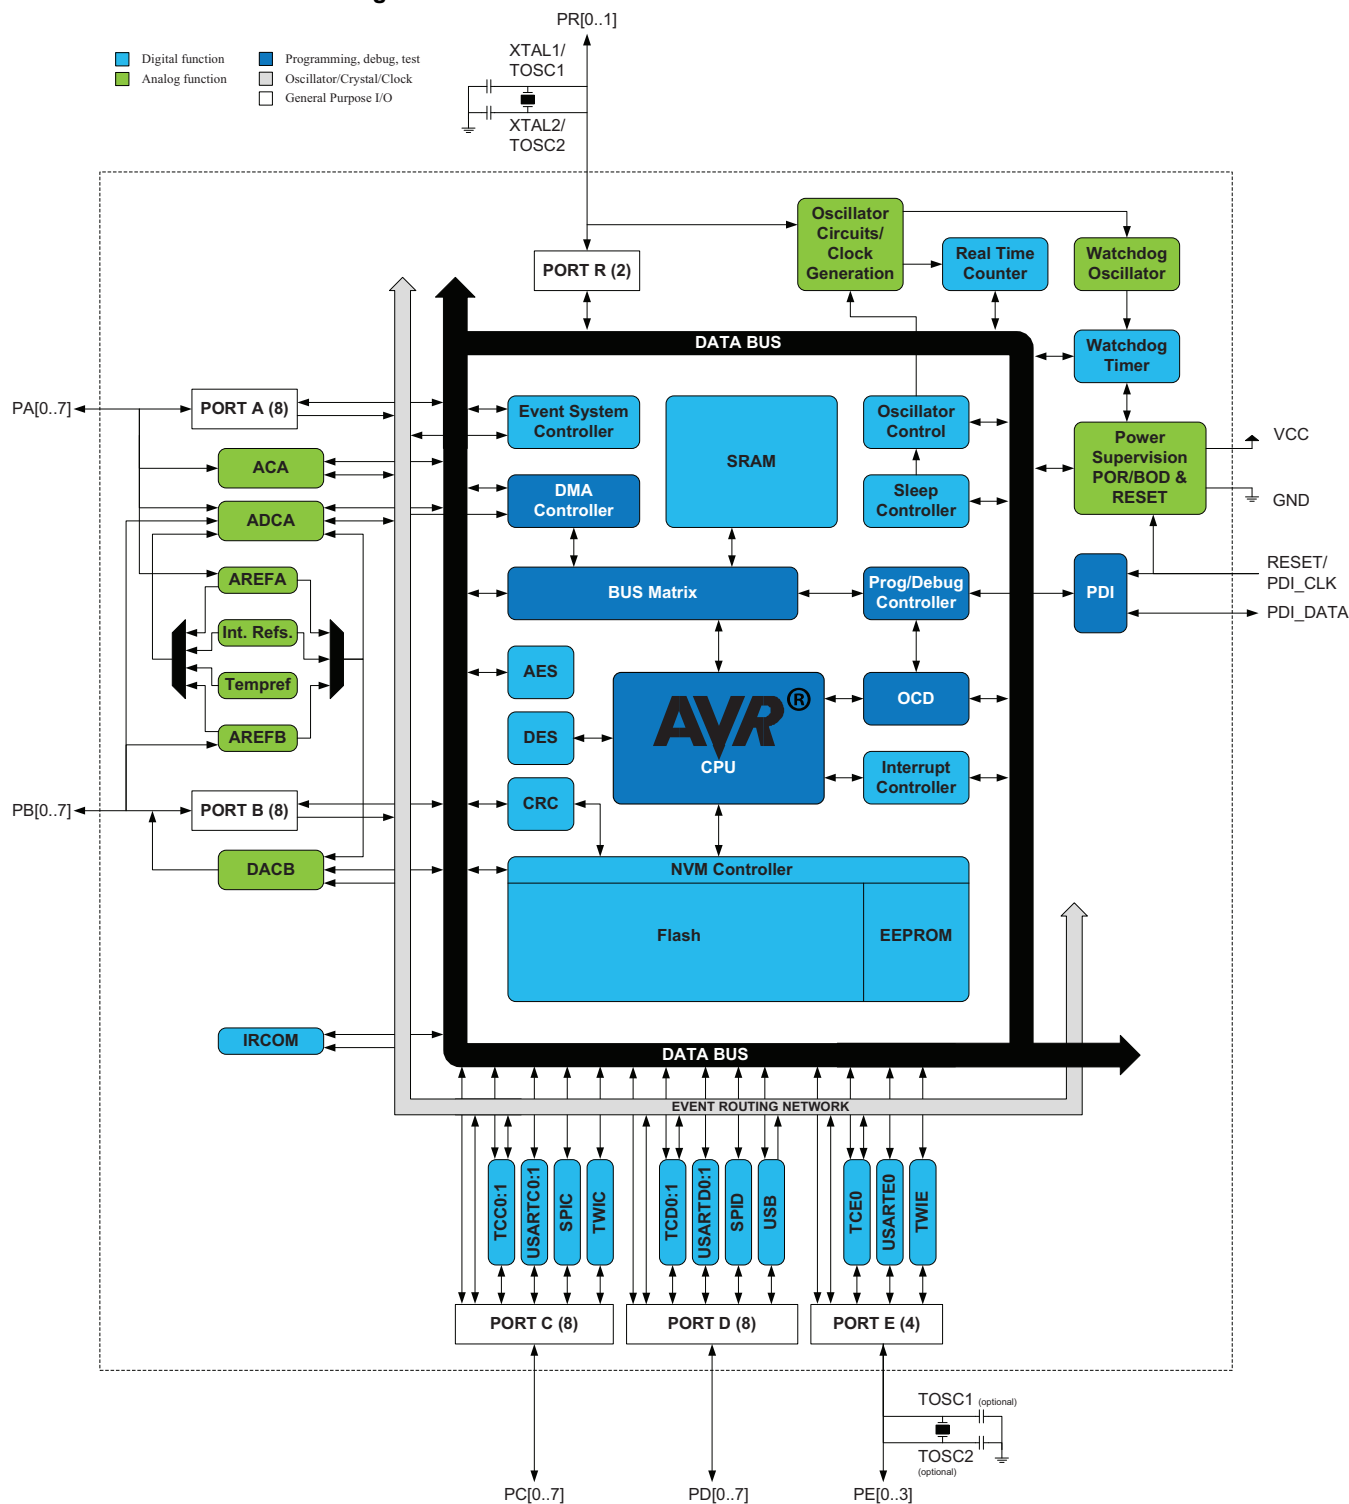 PR[0..1]
Digital function
Analog function
Programming, debug, test
Oscillator/Crystal/Clock
General Purpose I/O
XTAL1/
TOSC1
XTAL2/
TOSC2
Oscillator
Circuits/
Clock
Generation
Real Time
Counter
Watchdog
Oscillator
PORT R (2)
DATA BUS
Watchdog
Timer
PA[0..7]
PORT A (8)
Event System
Controller
SRAM
Oscillator
Control
Power
Supervision
POR/BOD &
RESET
VCC
GND
ACA
DMA
Controller
Sleep
Controller
ADCA
AREFA
BUS Matrix
Prog/Debug
Controller
PDI
RESET/
PDI_CLK
PDI_DATA
Int. Refs.
Tempref
AREFB
AES
DES
CRC
AVR®
CPU
OCD
Interrupt
Controller
PB[0..7]
PORT B (8)
DACB
NVM Controller
Flash
EEPROM
IRCOM
DATA BUS
EVENT ROUTING NETWORK
TCC0:1
USARTC0:1
SPIC
TWIC
TCD0:1
USARTD0:1
SPID
USB
TCE0
USARTE0
TWIE
PORT C (8)
PORT D (8)
PORT E (4)
TOSC1 (optional)
TOSC2
(optional)
PC[0..7]
PD[0..7]
PE[0..3]